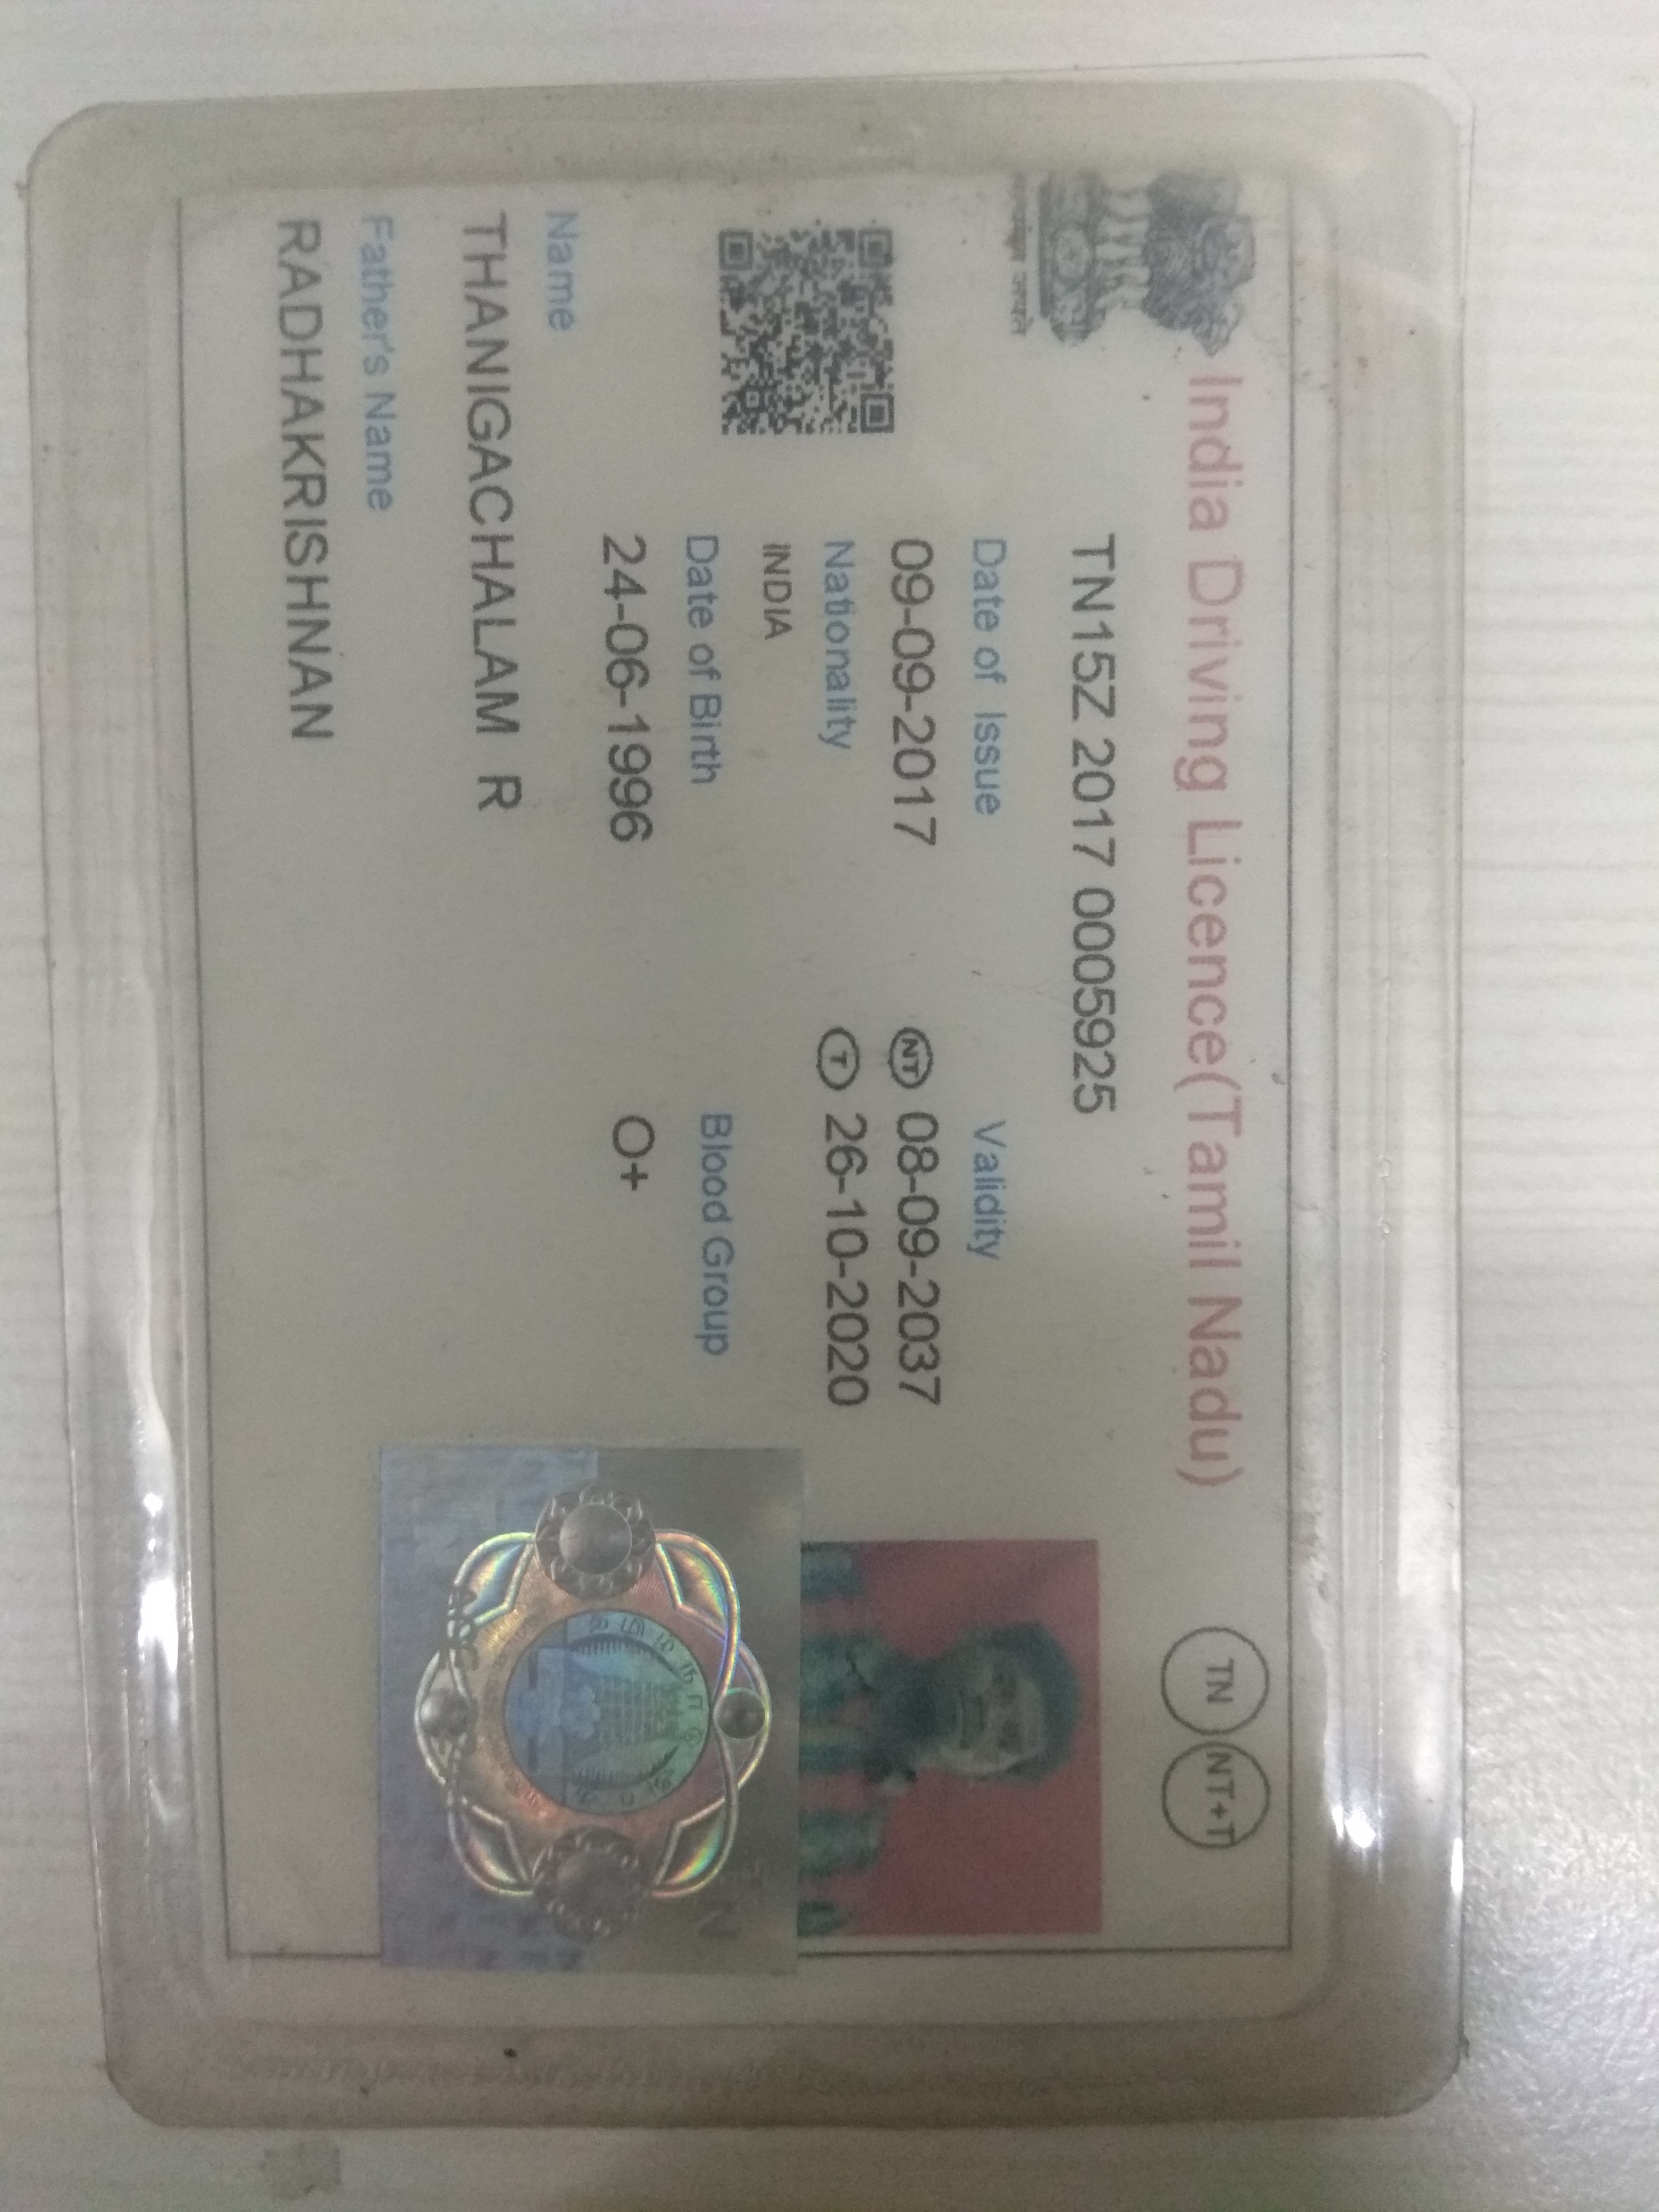 India Driving Licence(Tamil Nadu)
TN NT+T
TN15Z 2017 0005925
Date of Issue Validity
09-09-2017 NT 08-09-2037
Nationality T 26-10-2020
INDIA
Date of Birth Blood Group
24-06-1996 O+
Name
THANIGACHALAM R
Father's Name
RADHAKRISHNAN